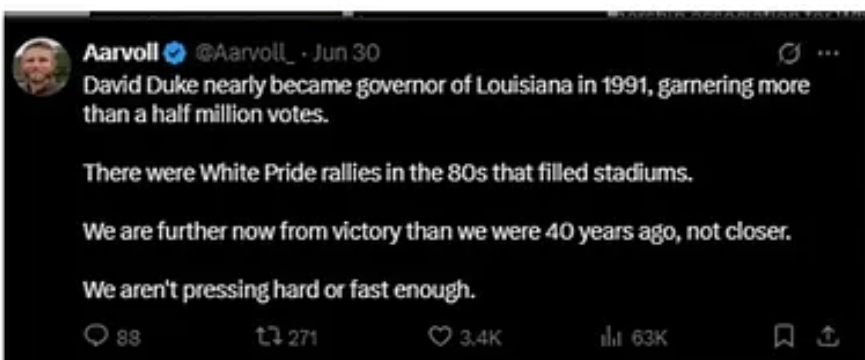 Aarvoll @Aarvoll_ · Jun 30
David Duke nearly became governor of Louisiana in 1991, garnering more
than a half million votes.
There were White Pride rallies in the 80s that filled stadiums.
We are further now from victory than we were 40 years ago, not closer.
We aren't pressing hard or fast enough.
88 271 3.4K 63K